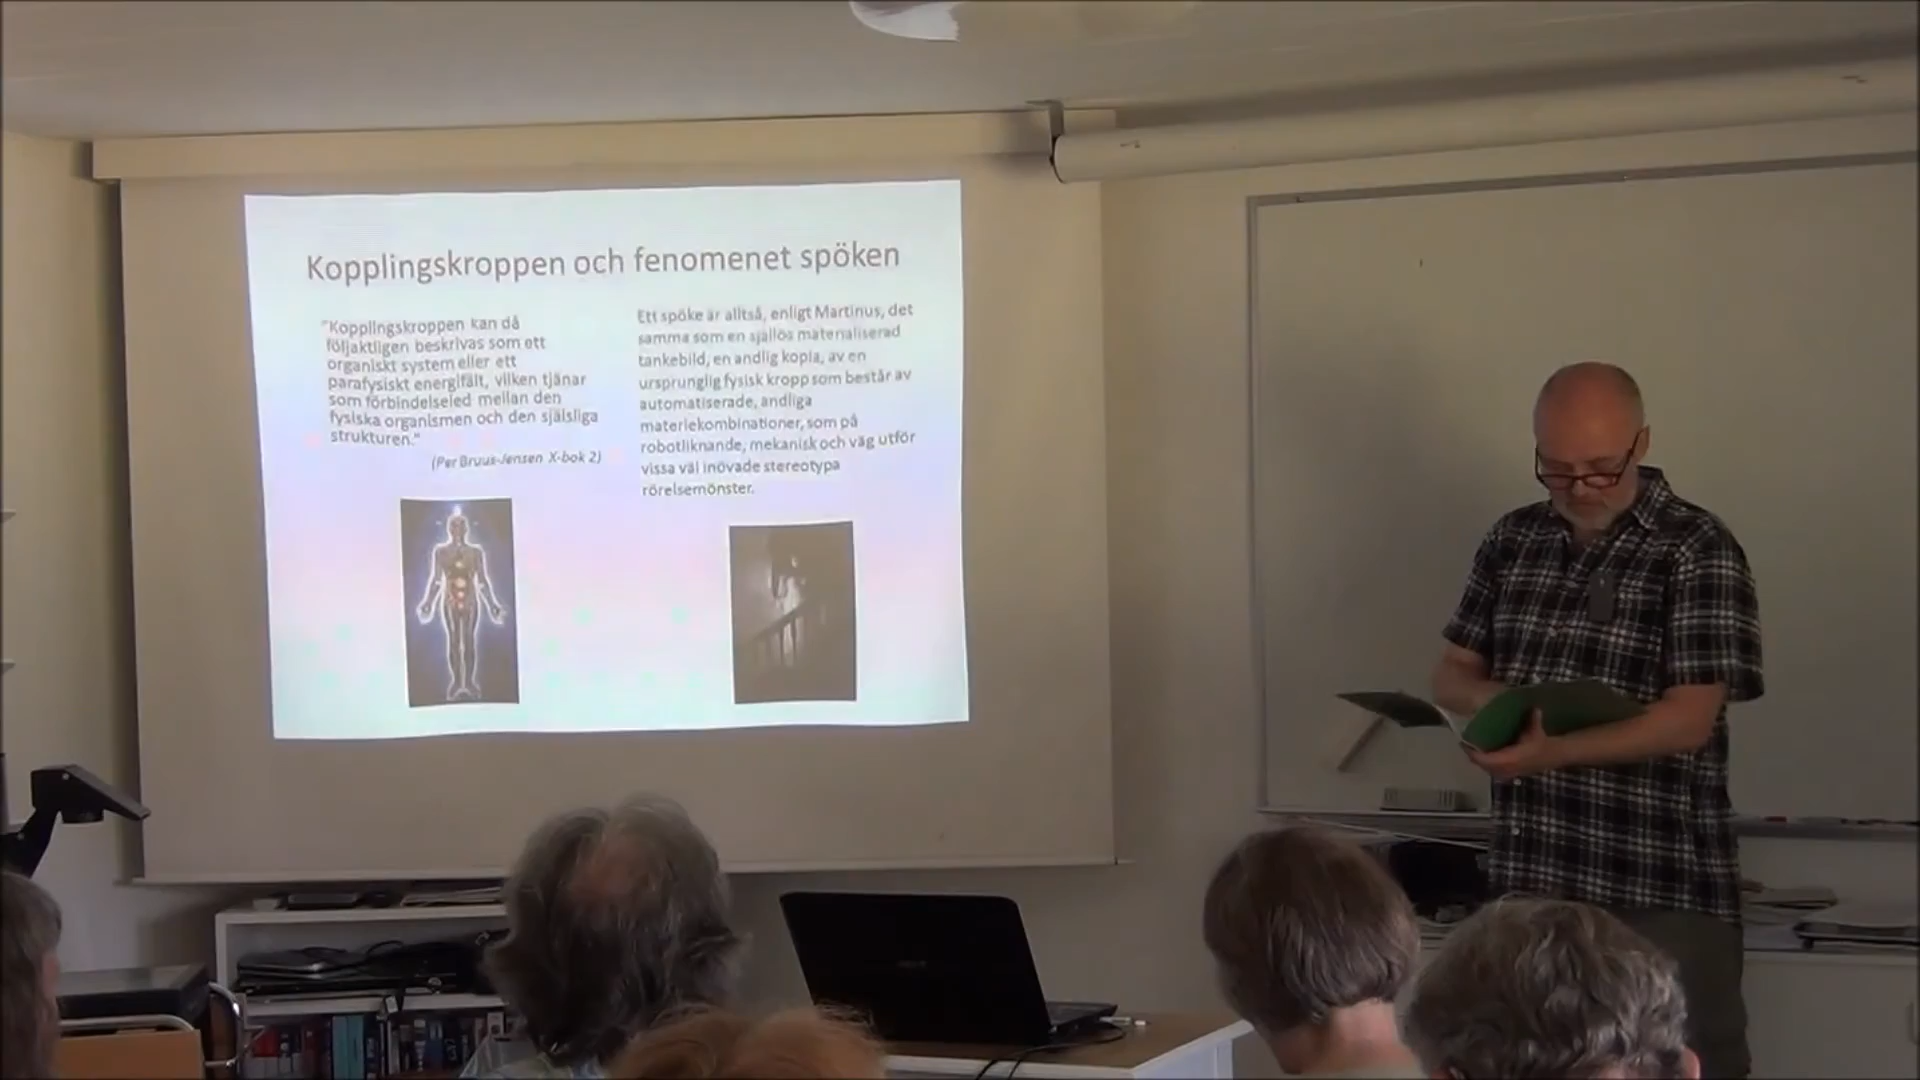 Kopplingskroppen och fenomenet spöken
"Kopplingskroppen kan då
följaktligen beskrivas som ett
organiskt system eller ett
parafysiskt energifält, vilken tjänar
som förbindelseled mellan den
fysiska organismen och den själsliga
strukturen."
(Per Bruus-Jensen X-bok 2)
Ett spöke är alltså, enligt Martinus, det
samma som en själlös materialiserad
tankebild, en andlig kopia, av en
ursprunglig fysisk kropp som består av
automatiserade, andliga
materiekombinationer, som på
robotliknande, mekanisk och väg utför
vissa väl inövade stereotypa
rörelsemönster.